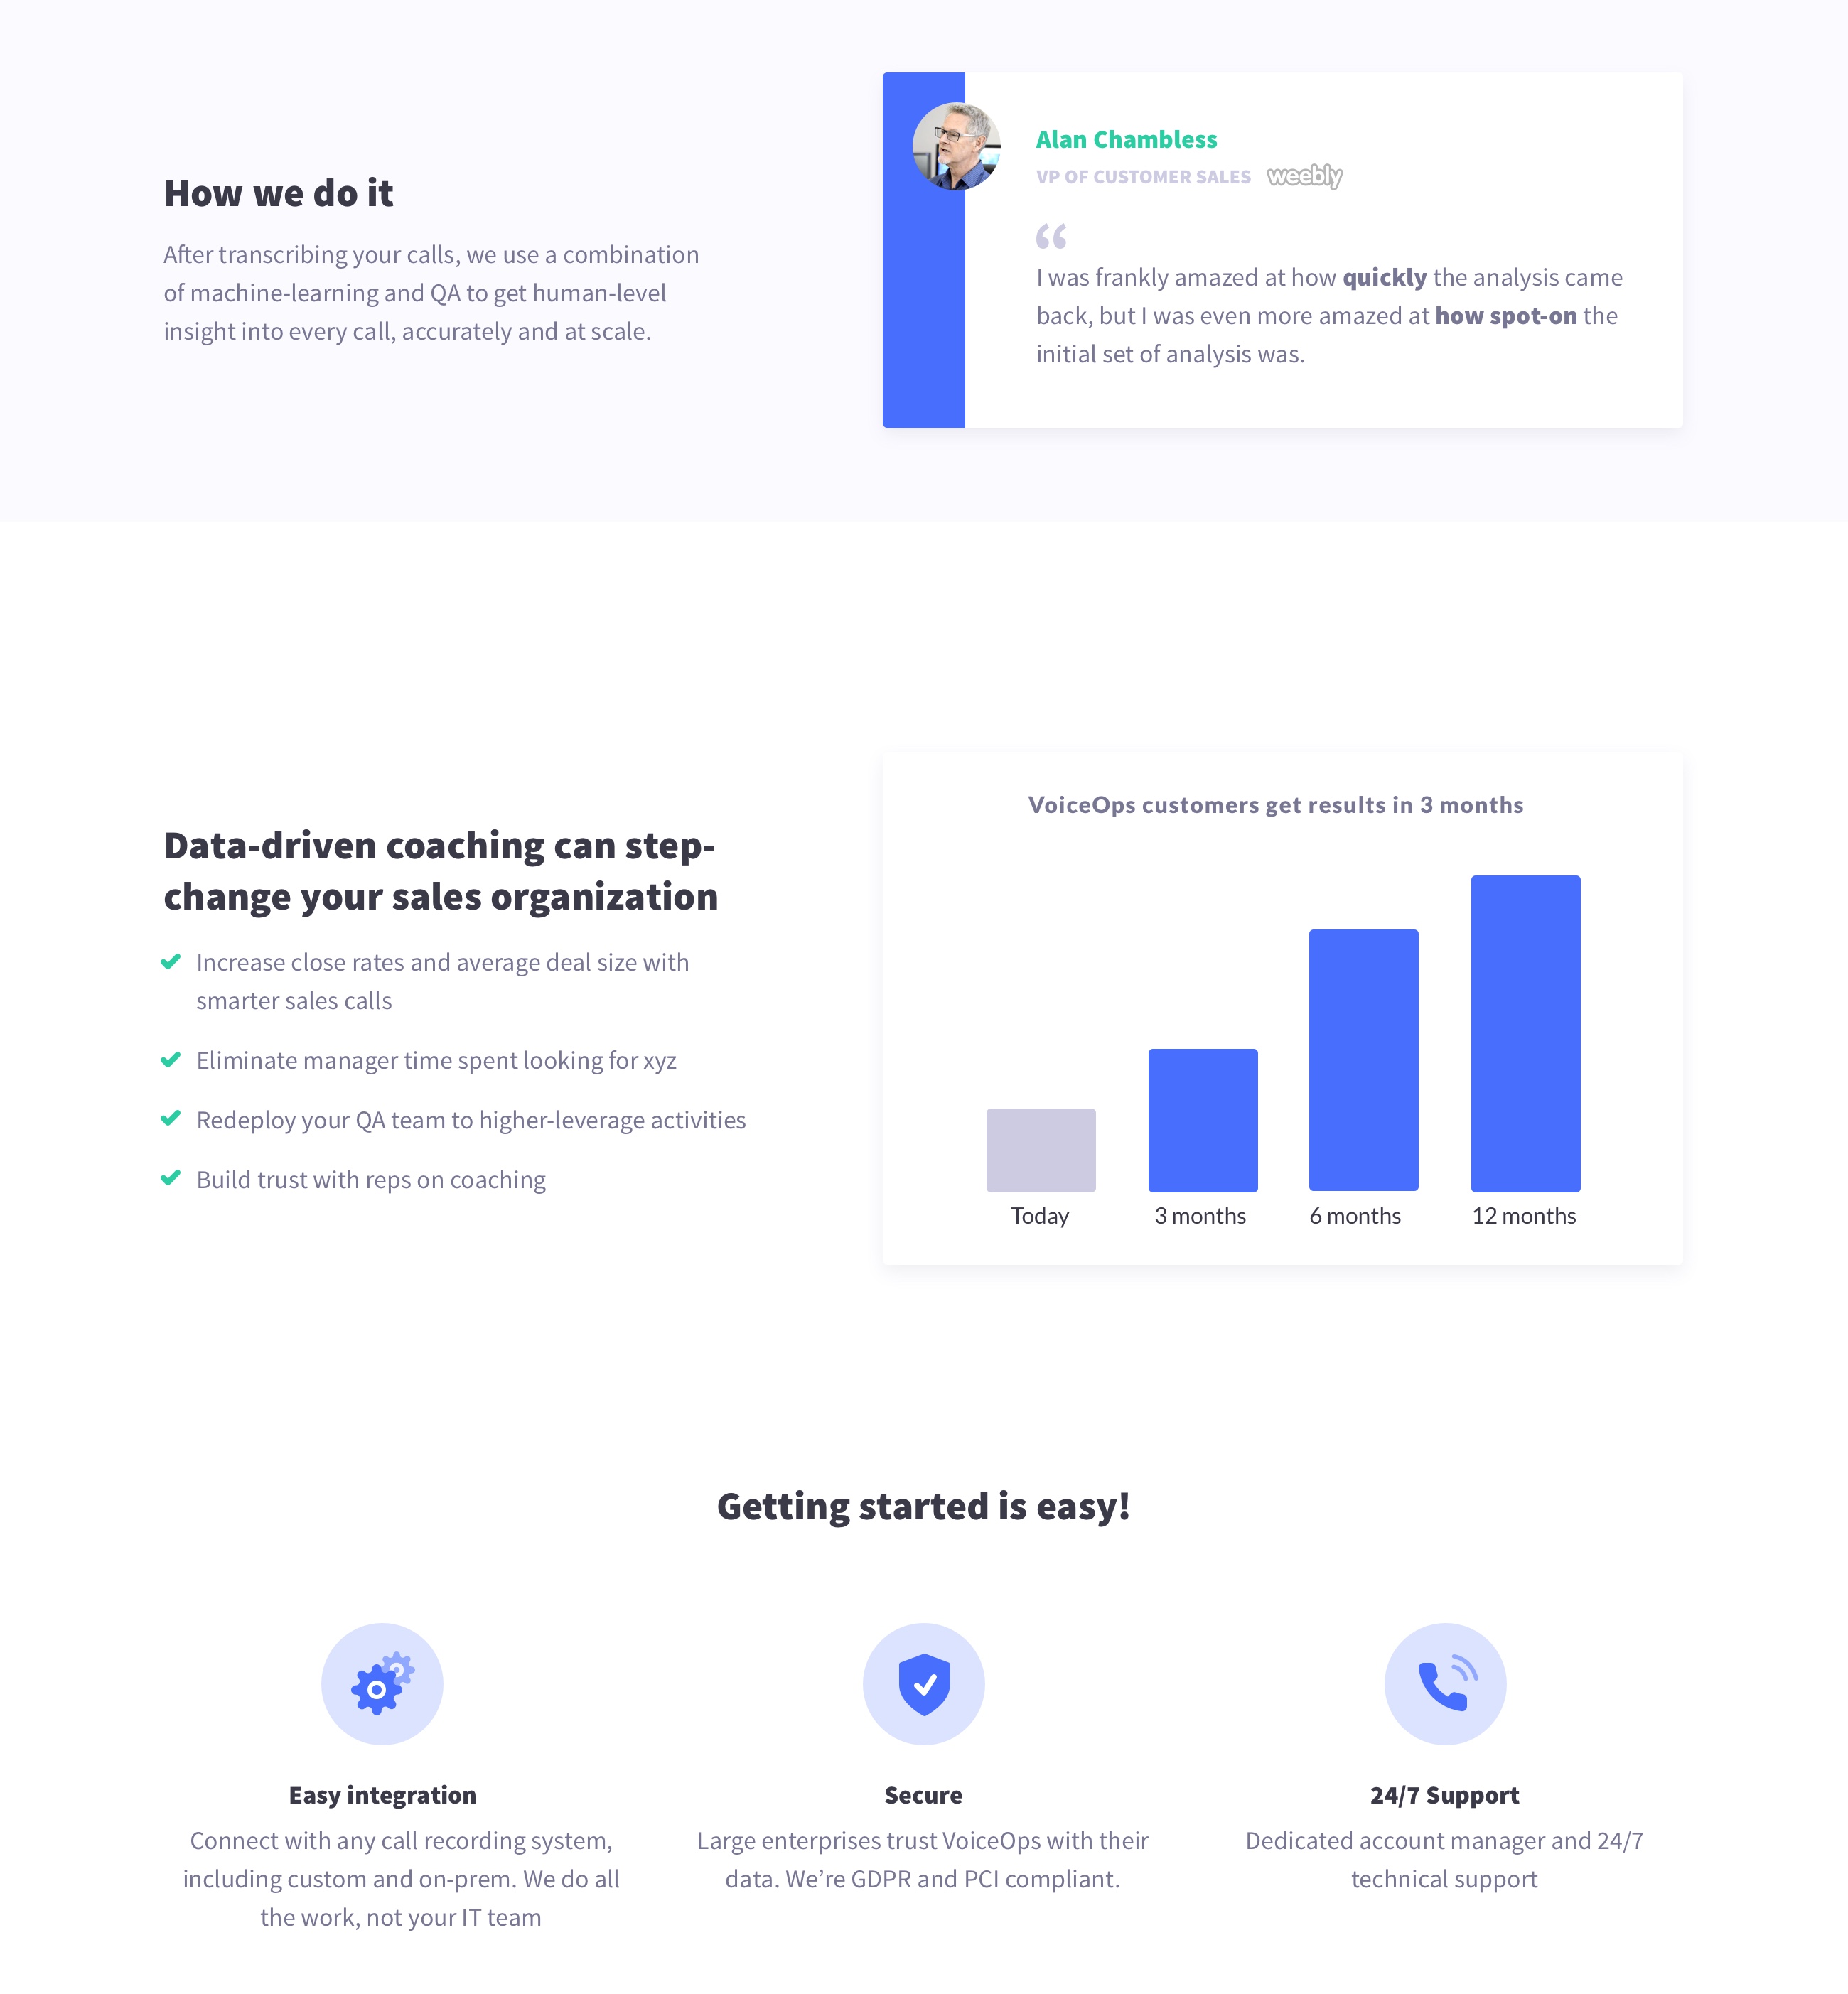 How we do it
After transcribing your calls, we use a combination
of machine-learning and QA to get human-level
insight into every call, accurately and at scale.
Alan Chambless
VP OF CUSTOMER SALES weebly
“
I was frankly amazed at how quickly the analysis came
back, but I was even more amazed at how spot-on the
initial set of analysis was.
Data-driven coaching can step-
change your sales organization
Increase close rates and average deal size with
smarter sales calls
Eliminate manager time spent looking for xyz
Redeploy your QA team to higher-leverage activities
Build trust with reps on coaching
VoiceOps customers get results in 3 months
Today 3 months 6 months 12 months
Getting started is easy!
Easy integration
Connect with any call recording system,
including custom and on-prem. We do all
the work, not your IT team
Secure
Large enterprises trust VoiceOps with their
data. We’re GDPR and PCI compliant.
24/7 Support
Dedicated account manager and 24/7
technical support